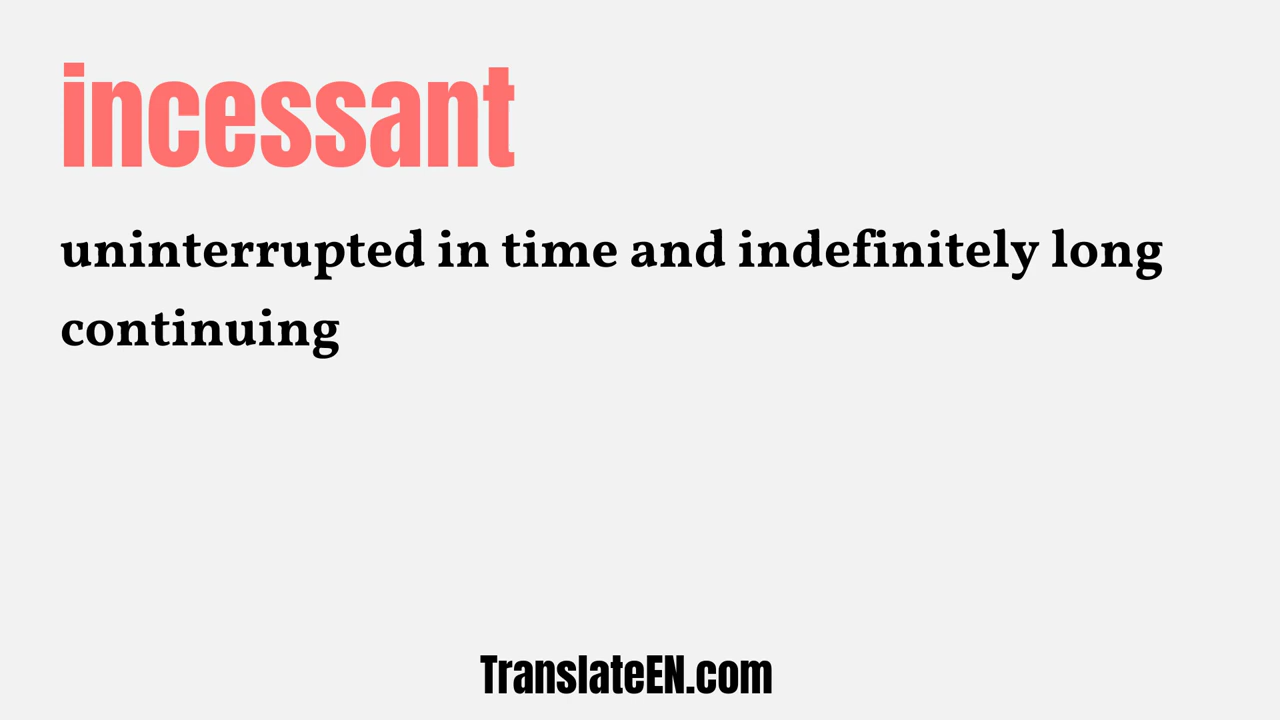 incessant
uninterrupted in time and indefinitely long
continuing
TranslateEN.com